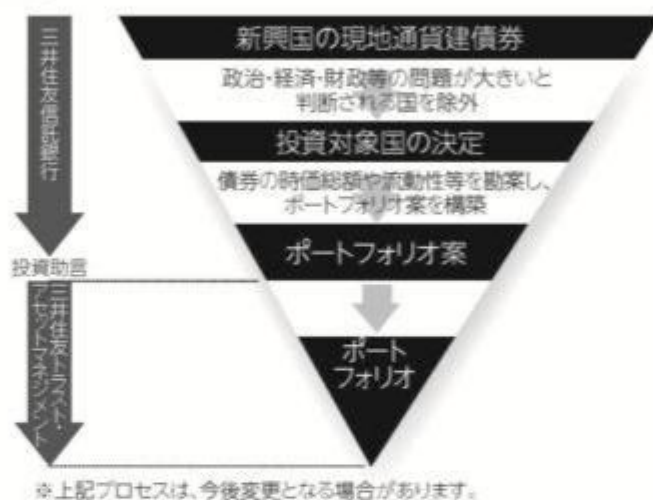 三井住友信託銀行
新興国の現地通貨建債券
政治・経済・財政等の問題が大きいと
判断される国を除外
投資対象国の決定
債券の時価総額や流動性等を勘案し、
ポートフォリオ案を構築
ポートフォリオ案
投資助言
三井住友トラスト・
アセットマネジメント
ポート
フォリオ
※上記プロセスは、今後変更となる場合があります。